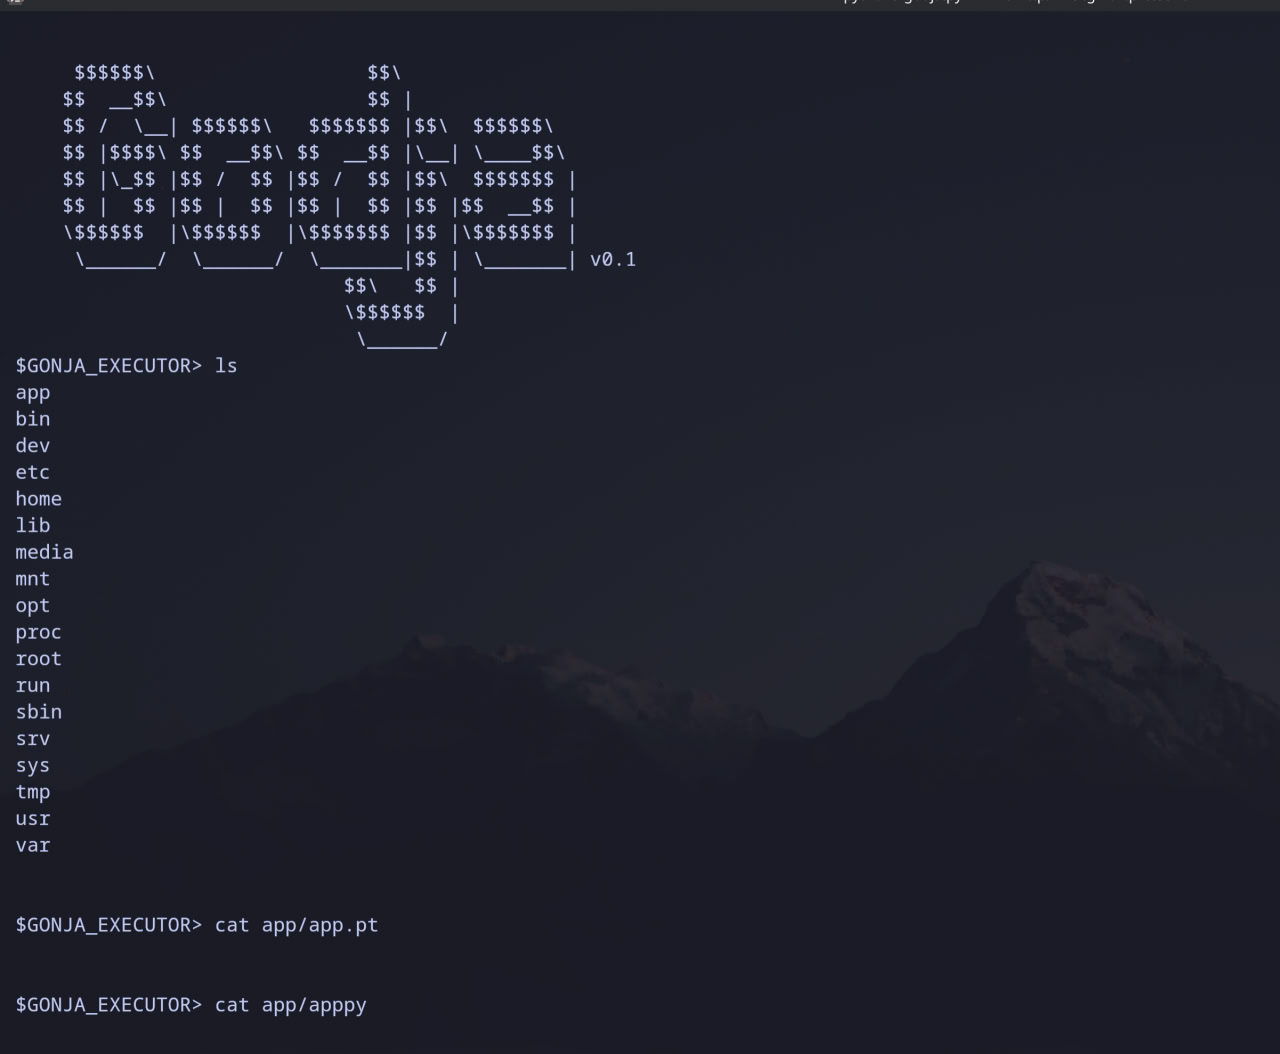 $$$$$$\                  $$\
$$  __$$\                 $$ |
$$ /  \__| $$$$$$\   $$$$$$$ |$$\  $$$$$$\
$$ |$$$$\ $$  __$$\ $$  __$$ |\__| \____$$\
$$ |\_$$ |$$ /  $$ |$$ /  $$ |$$\  $$$$$$$ |
$$ |  $$ |$$ |  $$ |$$ |  $$ |$$ |$$  __$$ |
\$$$$$$  |\$$$$$$  |\$$$$$$$ |$$ |\$$$$$$$ |
 \______/  \______/  \_______|$$ | \_______| v0.1
                        $$\   $$ |
                        \$$$$$$  |
                         \______/
$GONJA_EXECUTOR> ls
app
bin
dev
etc
home
lib
media
mnt
opt
proc
root
run
sbin
srv
sys
tmp
usr
var
$GONJA_EXECUTOR> cat app/app.pt
$GONJA_EXECUTOR> cat app/apppy